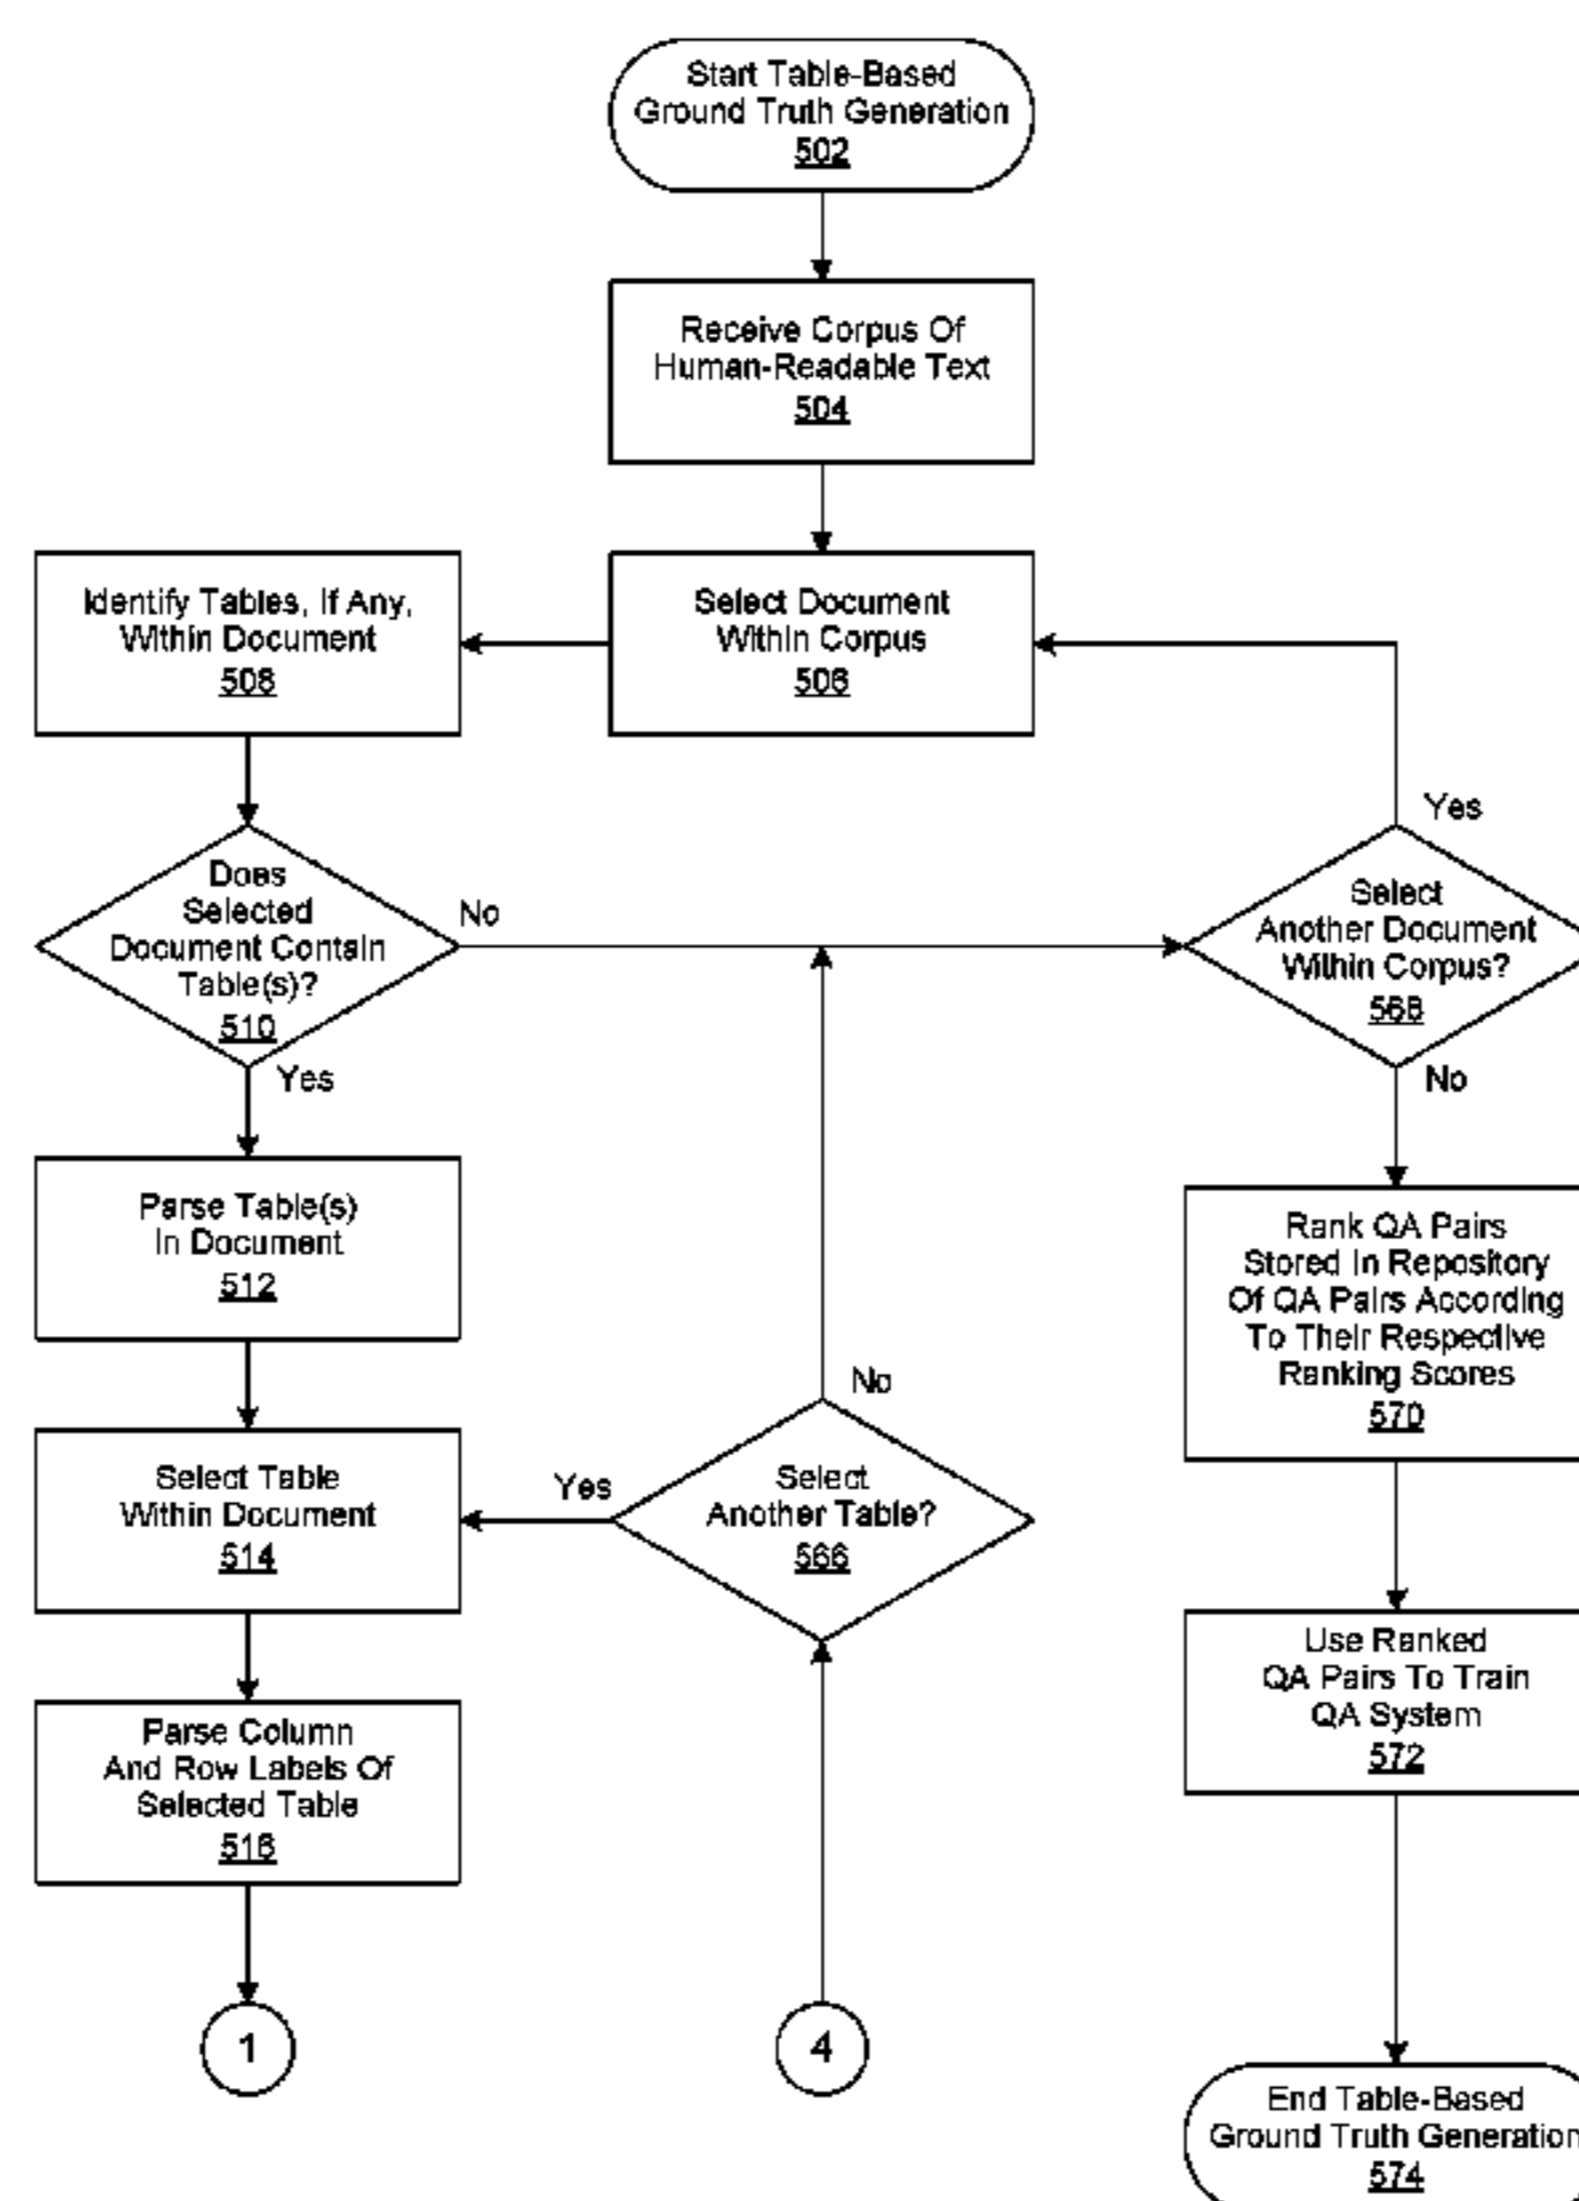 Start Table-Based
Ground Truth Generation
502
Receive Corpus Of
Human-Readable Text
504
Identify Tables, If Any,
Within Document
508
Select Document
Within Corpus
506
Yes
Does
Selected
Document Contain
Table(s)?
510
No
Yes
Select
Another Document
Within Corpus?
568
No
Parse Table(s)
In Document
512
Rank QA Pairs
Stored In Repository
Of QA Pairs According
To Their Respective
Ranking Scores
570
No
Select Table
Within Document
514
Yes
Select
Another Table?
566
Use Ranked
QA Pairs To Train
QA System
572
Parse Column
And Row Labels Of
Selected Table
516
1
4
End Table-Based
Ground Truth Generation
574